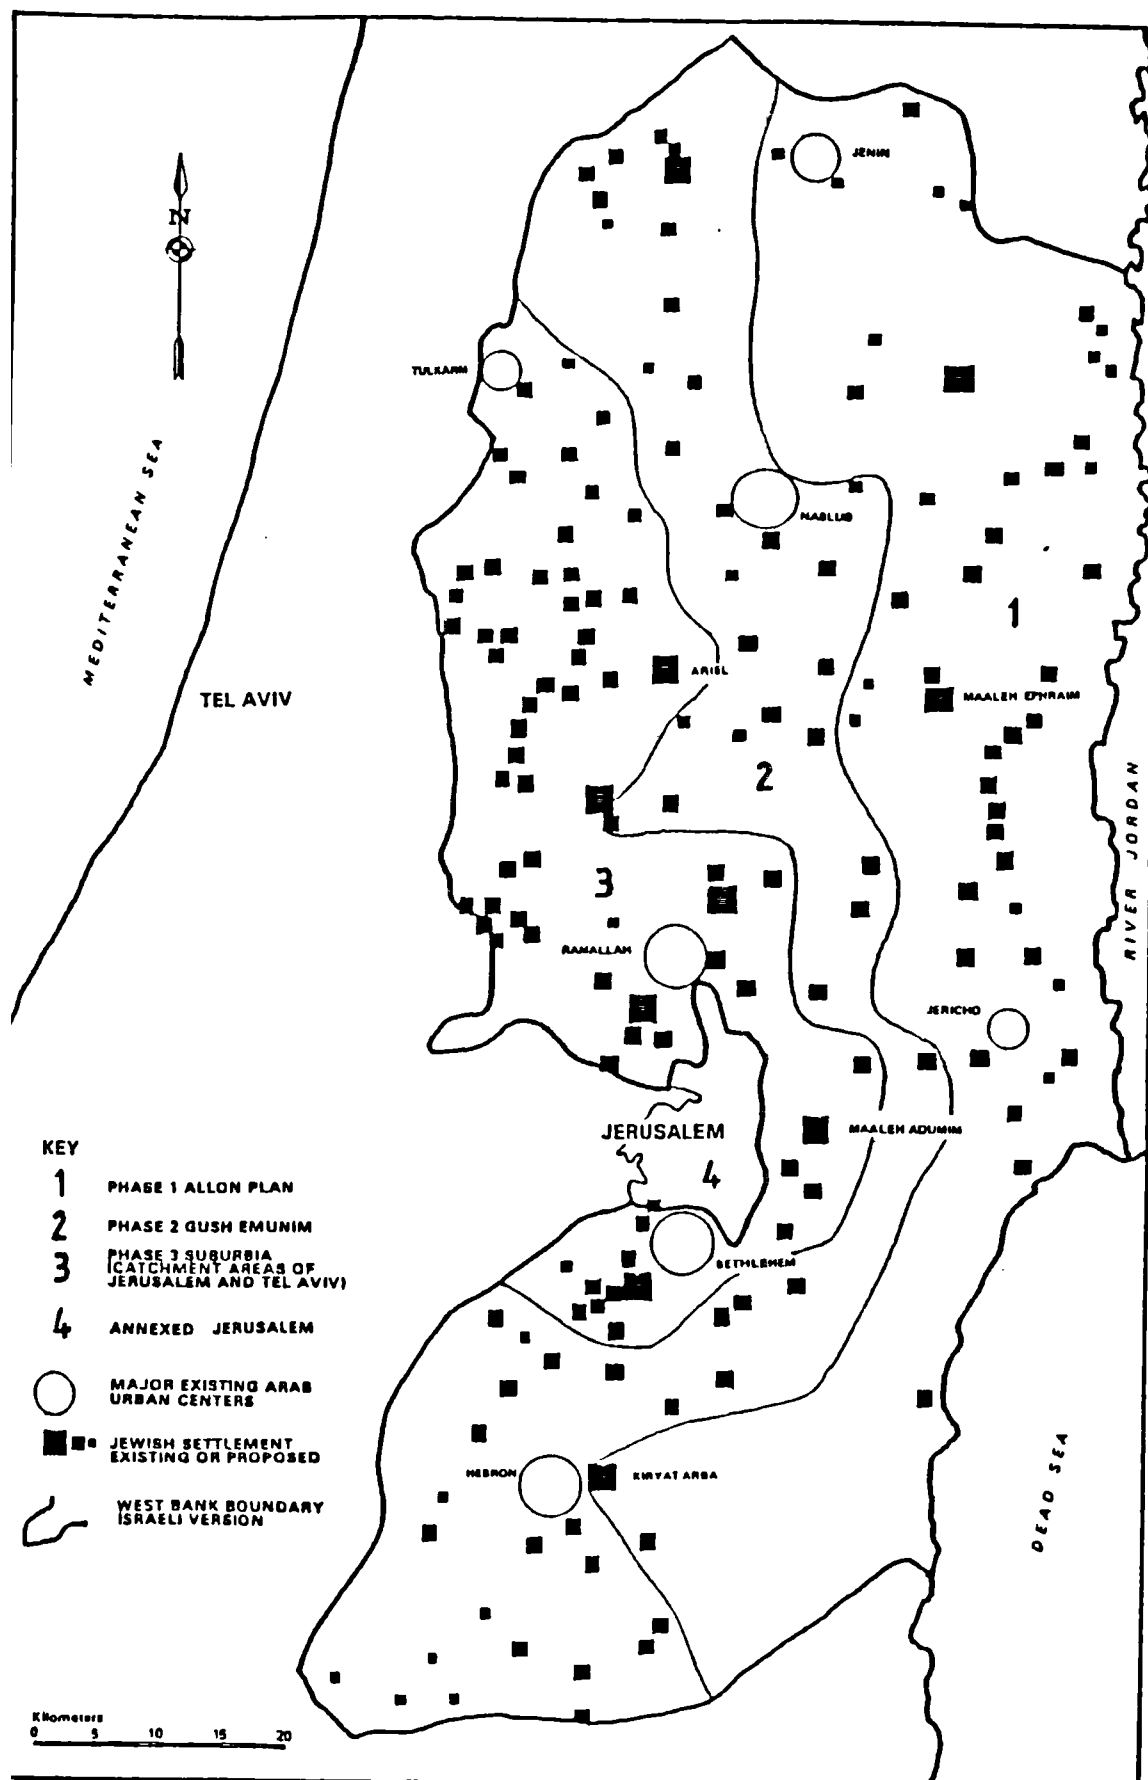 N
JENIN
TULKARM
MEDITERRANEAN SEA
NABLUS
1
ARIEL
TEL AVIV
MAALEH EPHRAIM
2
RIVER JORDAN
3
RAMALLAH
JERICHO
JERUSALEM
MAALEH ADUMIM
4
BETHLEHEM
KEY
1 PHASE 1 ALLON PLAN
2 PHASE 2 GUSH EMUNIM
3 PHASE 3 SUBURBIA
(CATCHMENT AREAS OF
JERUSALEM AND TEL AVIV)
4 ANNEXED JERUSALEM
MAJOR EXISTING ARAB
URBAN CENTERS
JEWISH SETTLEMENT
EXISTING OR PROPOSED
WEST BANK BOUNDARY
ISRAELI VERSION
HEBRON
KIRYAT ARBA
DEAD SEA
Kilometers
0 5 10 15 20